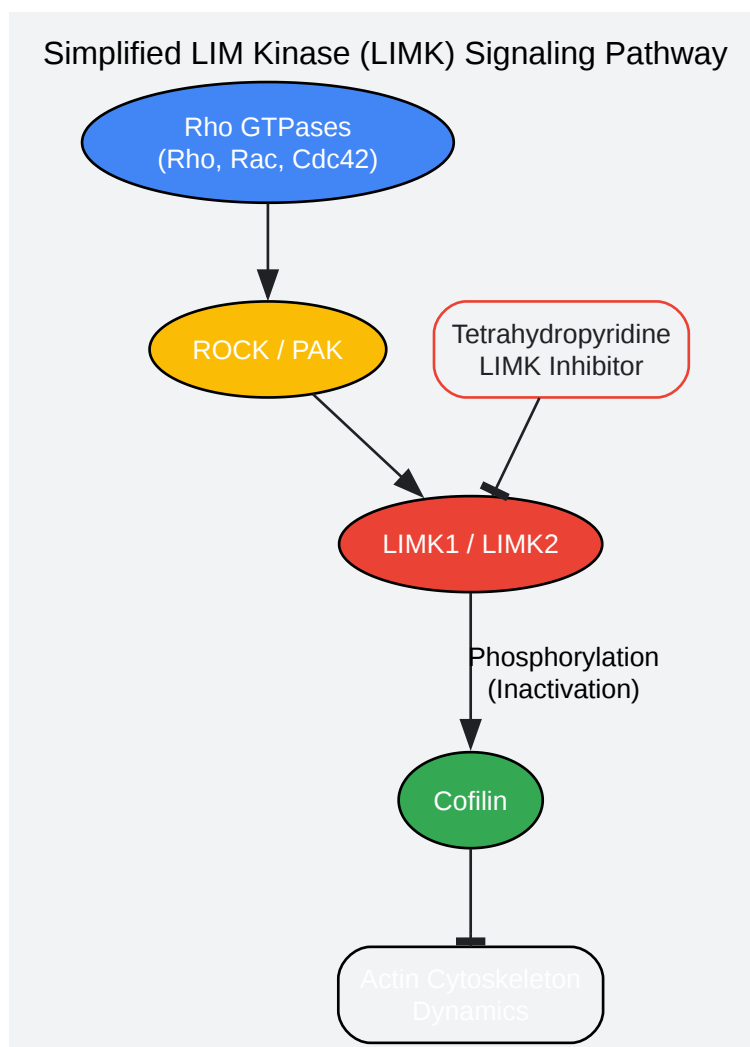 Simplified LIM Kinase (LIMK) Signaling Pathway
Rho GTPases
(Rho, Rac, Cdc42)
ROCK / PAK
Tetrahydropyridine
LIMK Inhibitor
LIMK1 / LIMK2
Phosphorylation
(Inactivation)
Cofilin
Actin Cytoskeleton
Dynamics